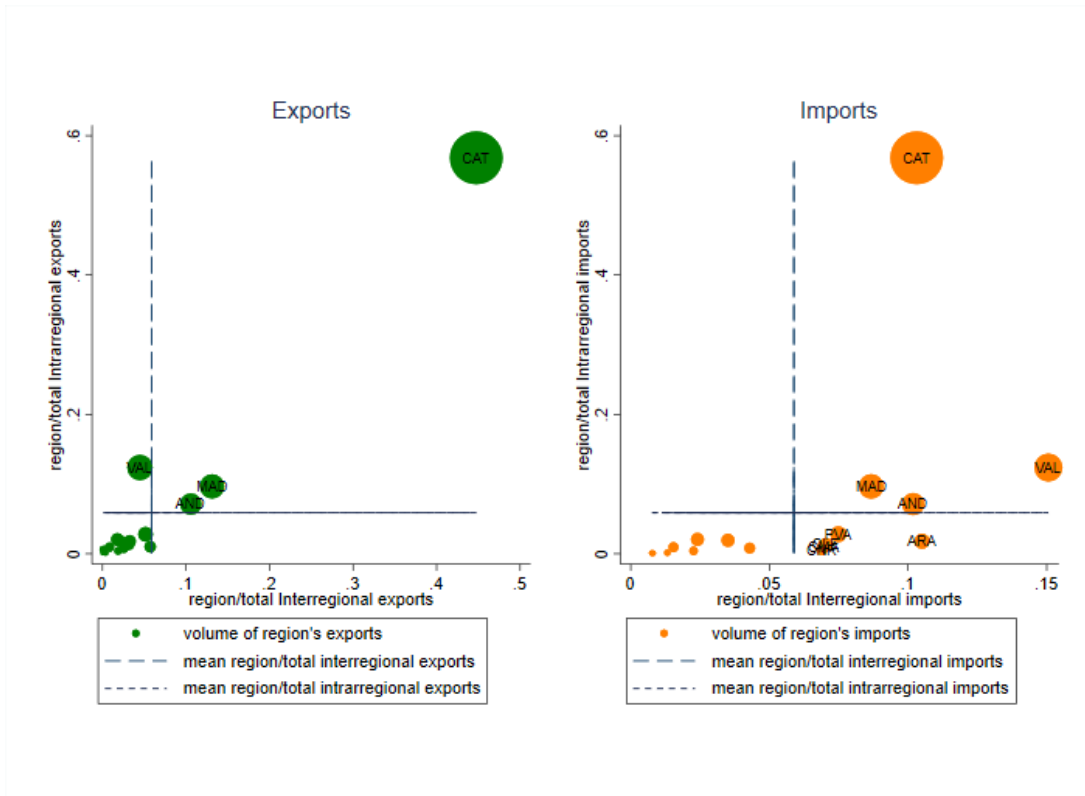 Exports
region/total Intrarregional exports
.6
.4
.2
0
CAT
VAL
MAD
AND
0
.1
.2
.3
.4
.5
region/total Interregional exports
volume of region's exports
mean region/total interregional exports
mean region/total intrarregional exports
Imports
region/total Intrarregional imports
.6
.4
.2
0
CAT
VAL
MAD
AND
PVA
ARA
0
.05
.1
.15
region/total Interregional imports
volume of region's imports
mean region/total interregional imports
mean region/total intrarregional imports